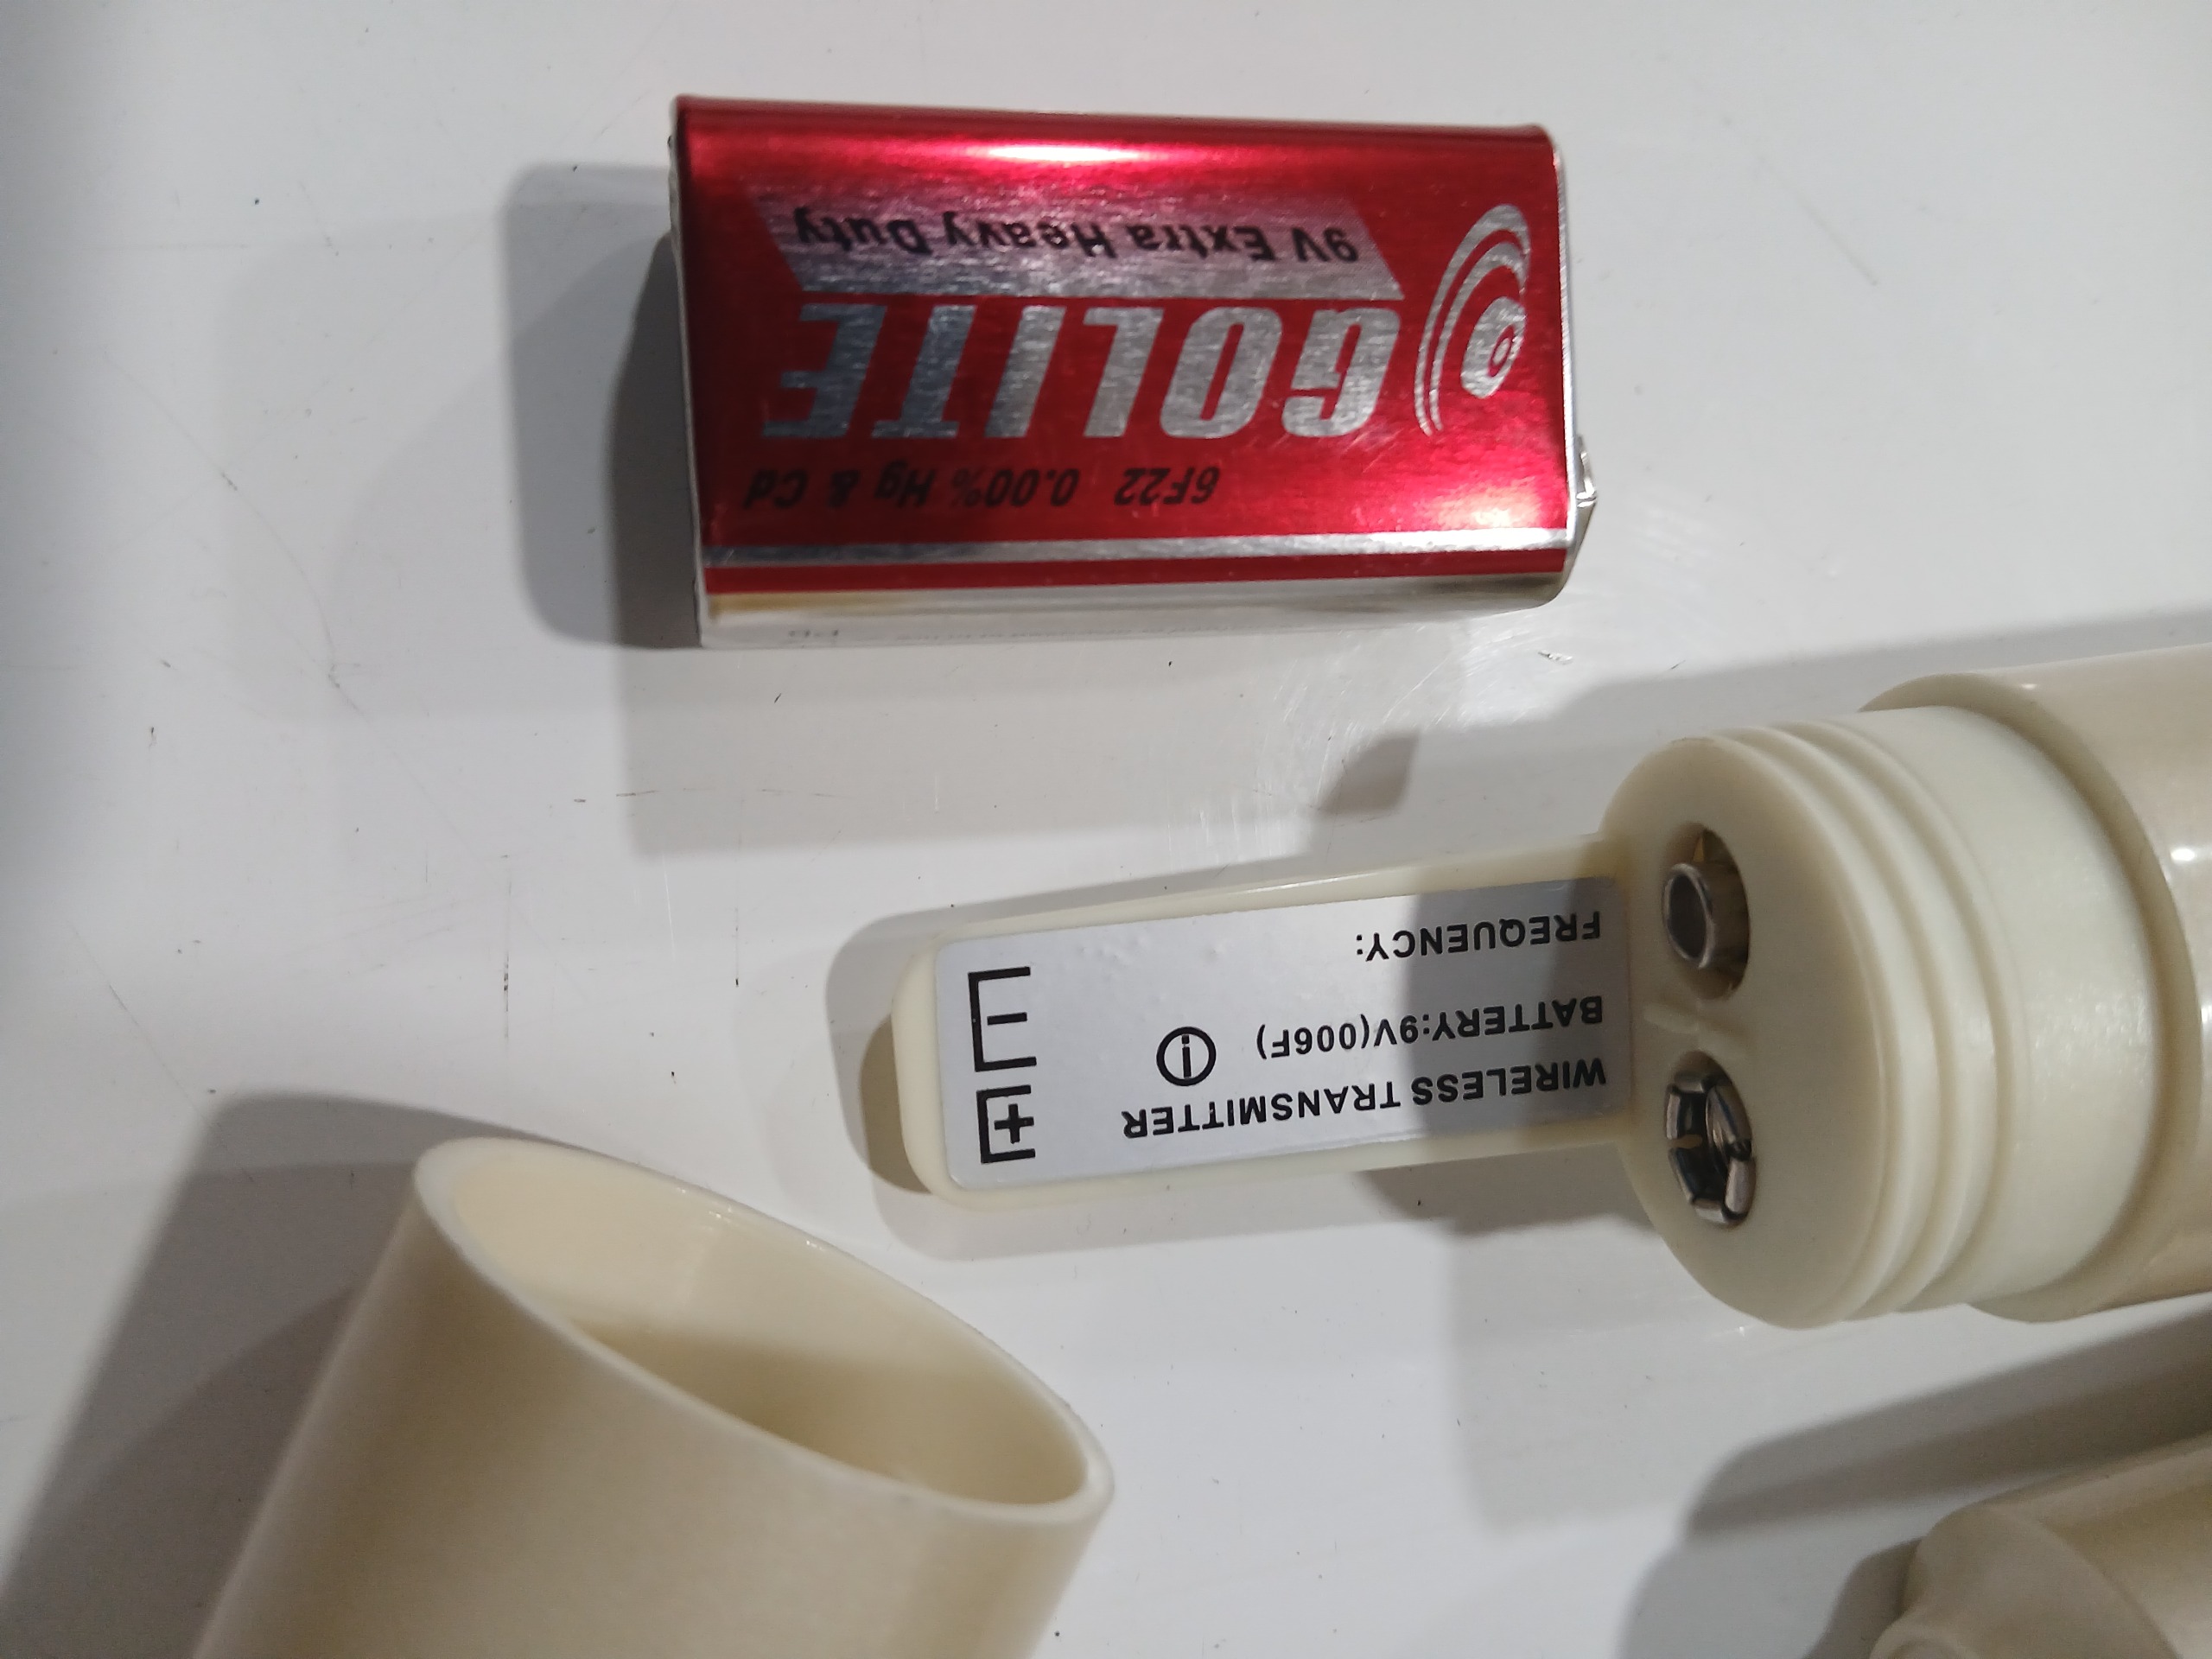 6F22 0.00% Hg & Cd
GOLITE
9V Extra Heavy Duty
WIRELESS TRANSMITTER
BATTERY:9V(006F)
FREQUENCY:
+ −